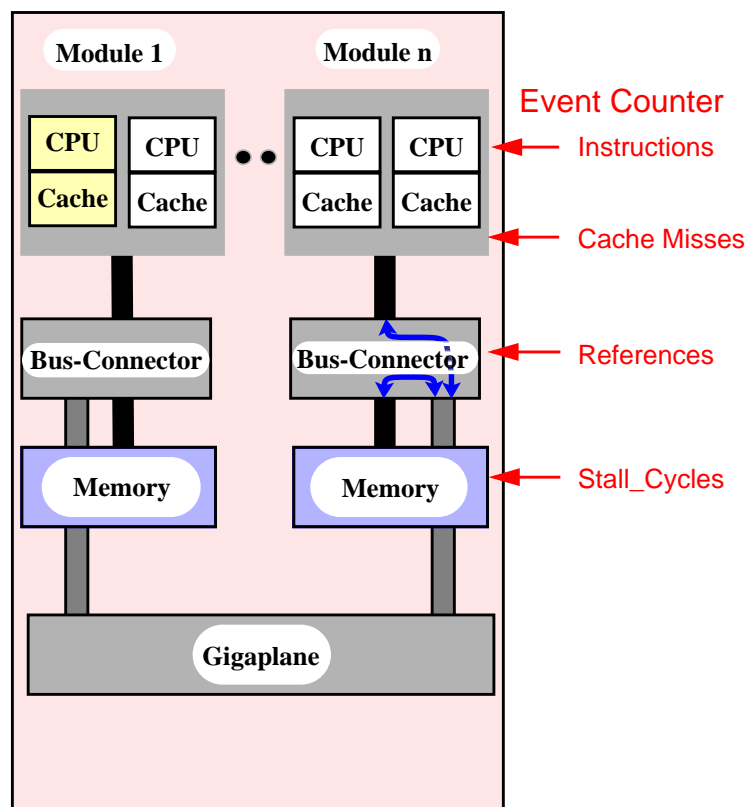 Module 1
Module n
Event Counter
CPU
CPU
CPU
CPU
Instructions
Cache
Cache
Cache
Cache
Cache Misses
Bus-Connector
Bus-Connector
References
Memory
Memory
Stall_Cycles
Gigaplane